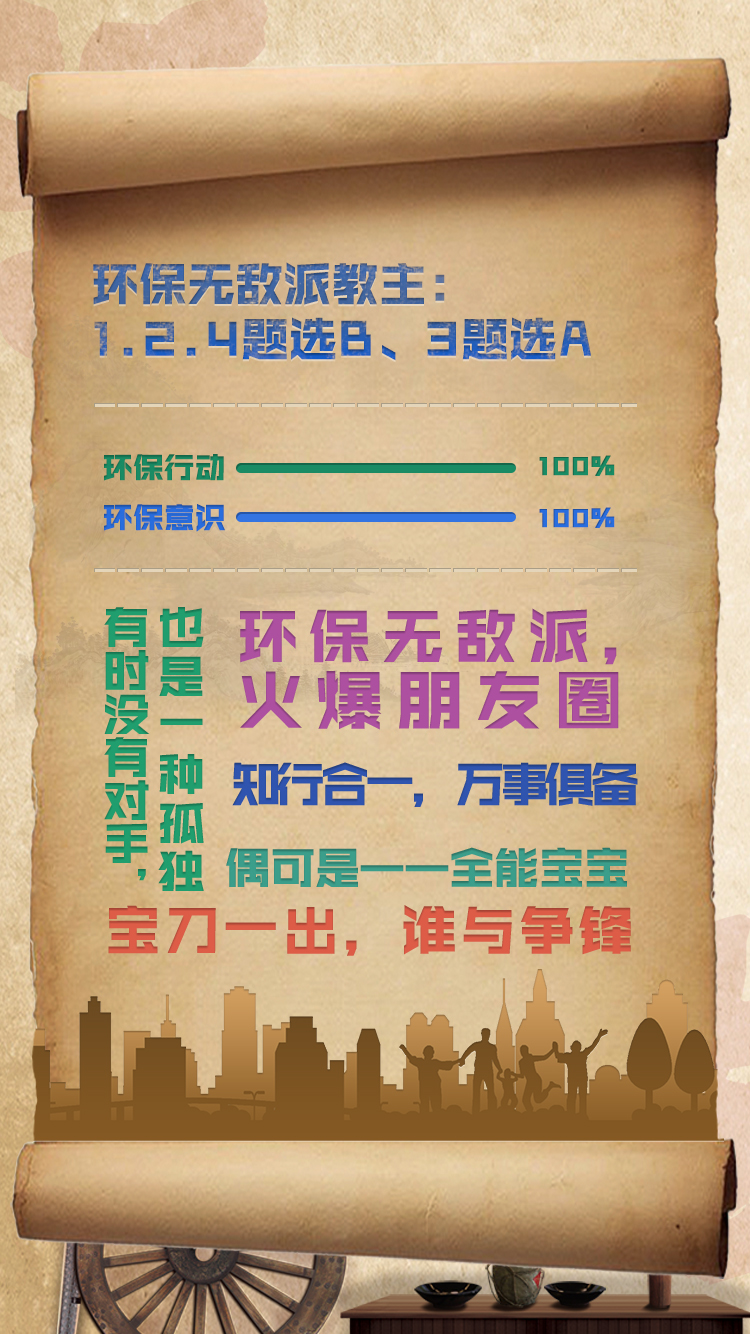 环保无敌派教主：
1.2.4题选B、3题选A
环保行动 100%
环保意识 100%
有时没有对手，
也是一种孤独
环保无敌派，
火爆朋友圈
知行合一，万事俱备
偶可是一一全能宝宝
宝刀一出，谁与争锋